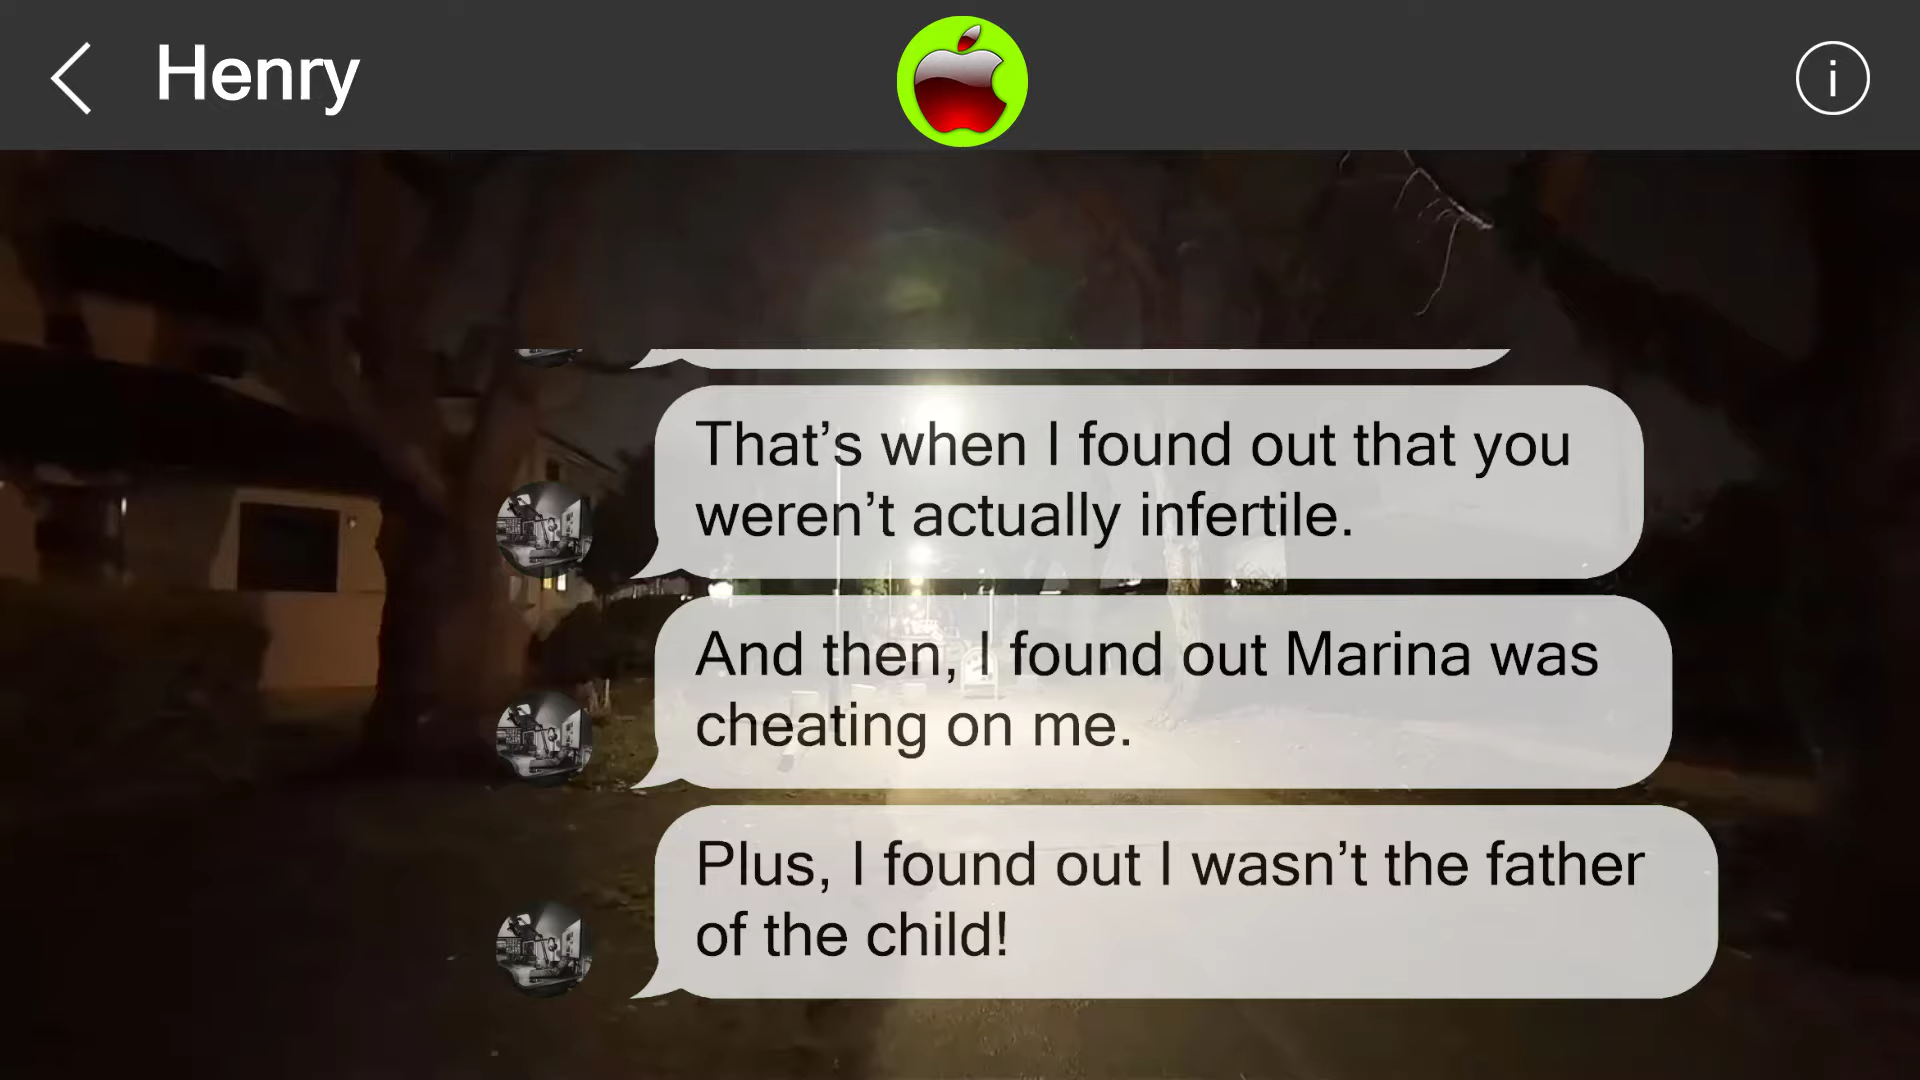 Henry
That’s when I found out that you
weren’t actually infertile.
And then, I found out Marina was
cheating on me.
Plus, I found out I wasn’t the father
of the child!